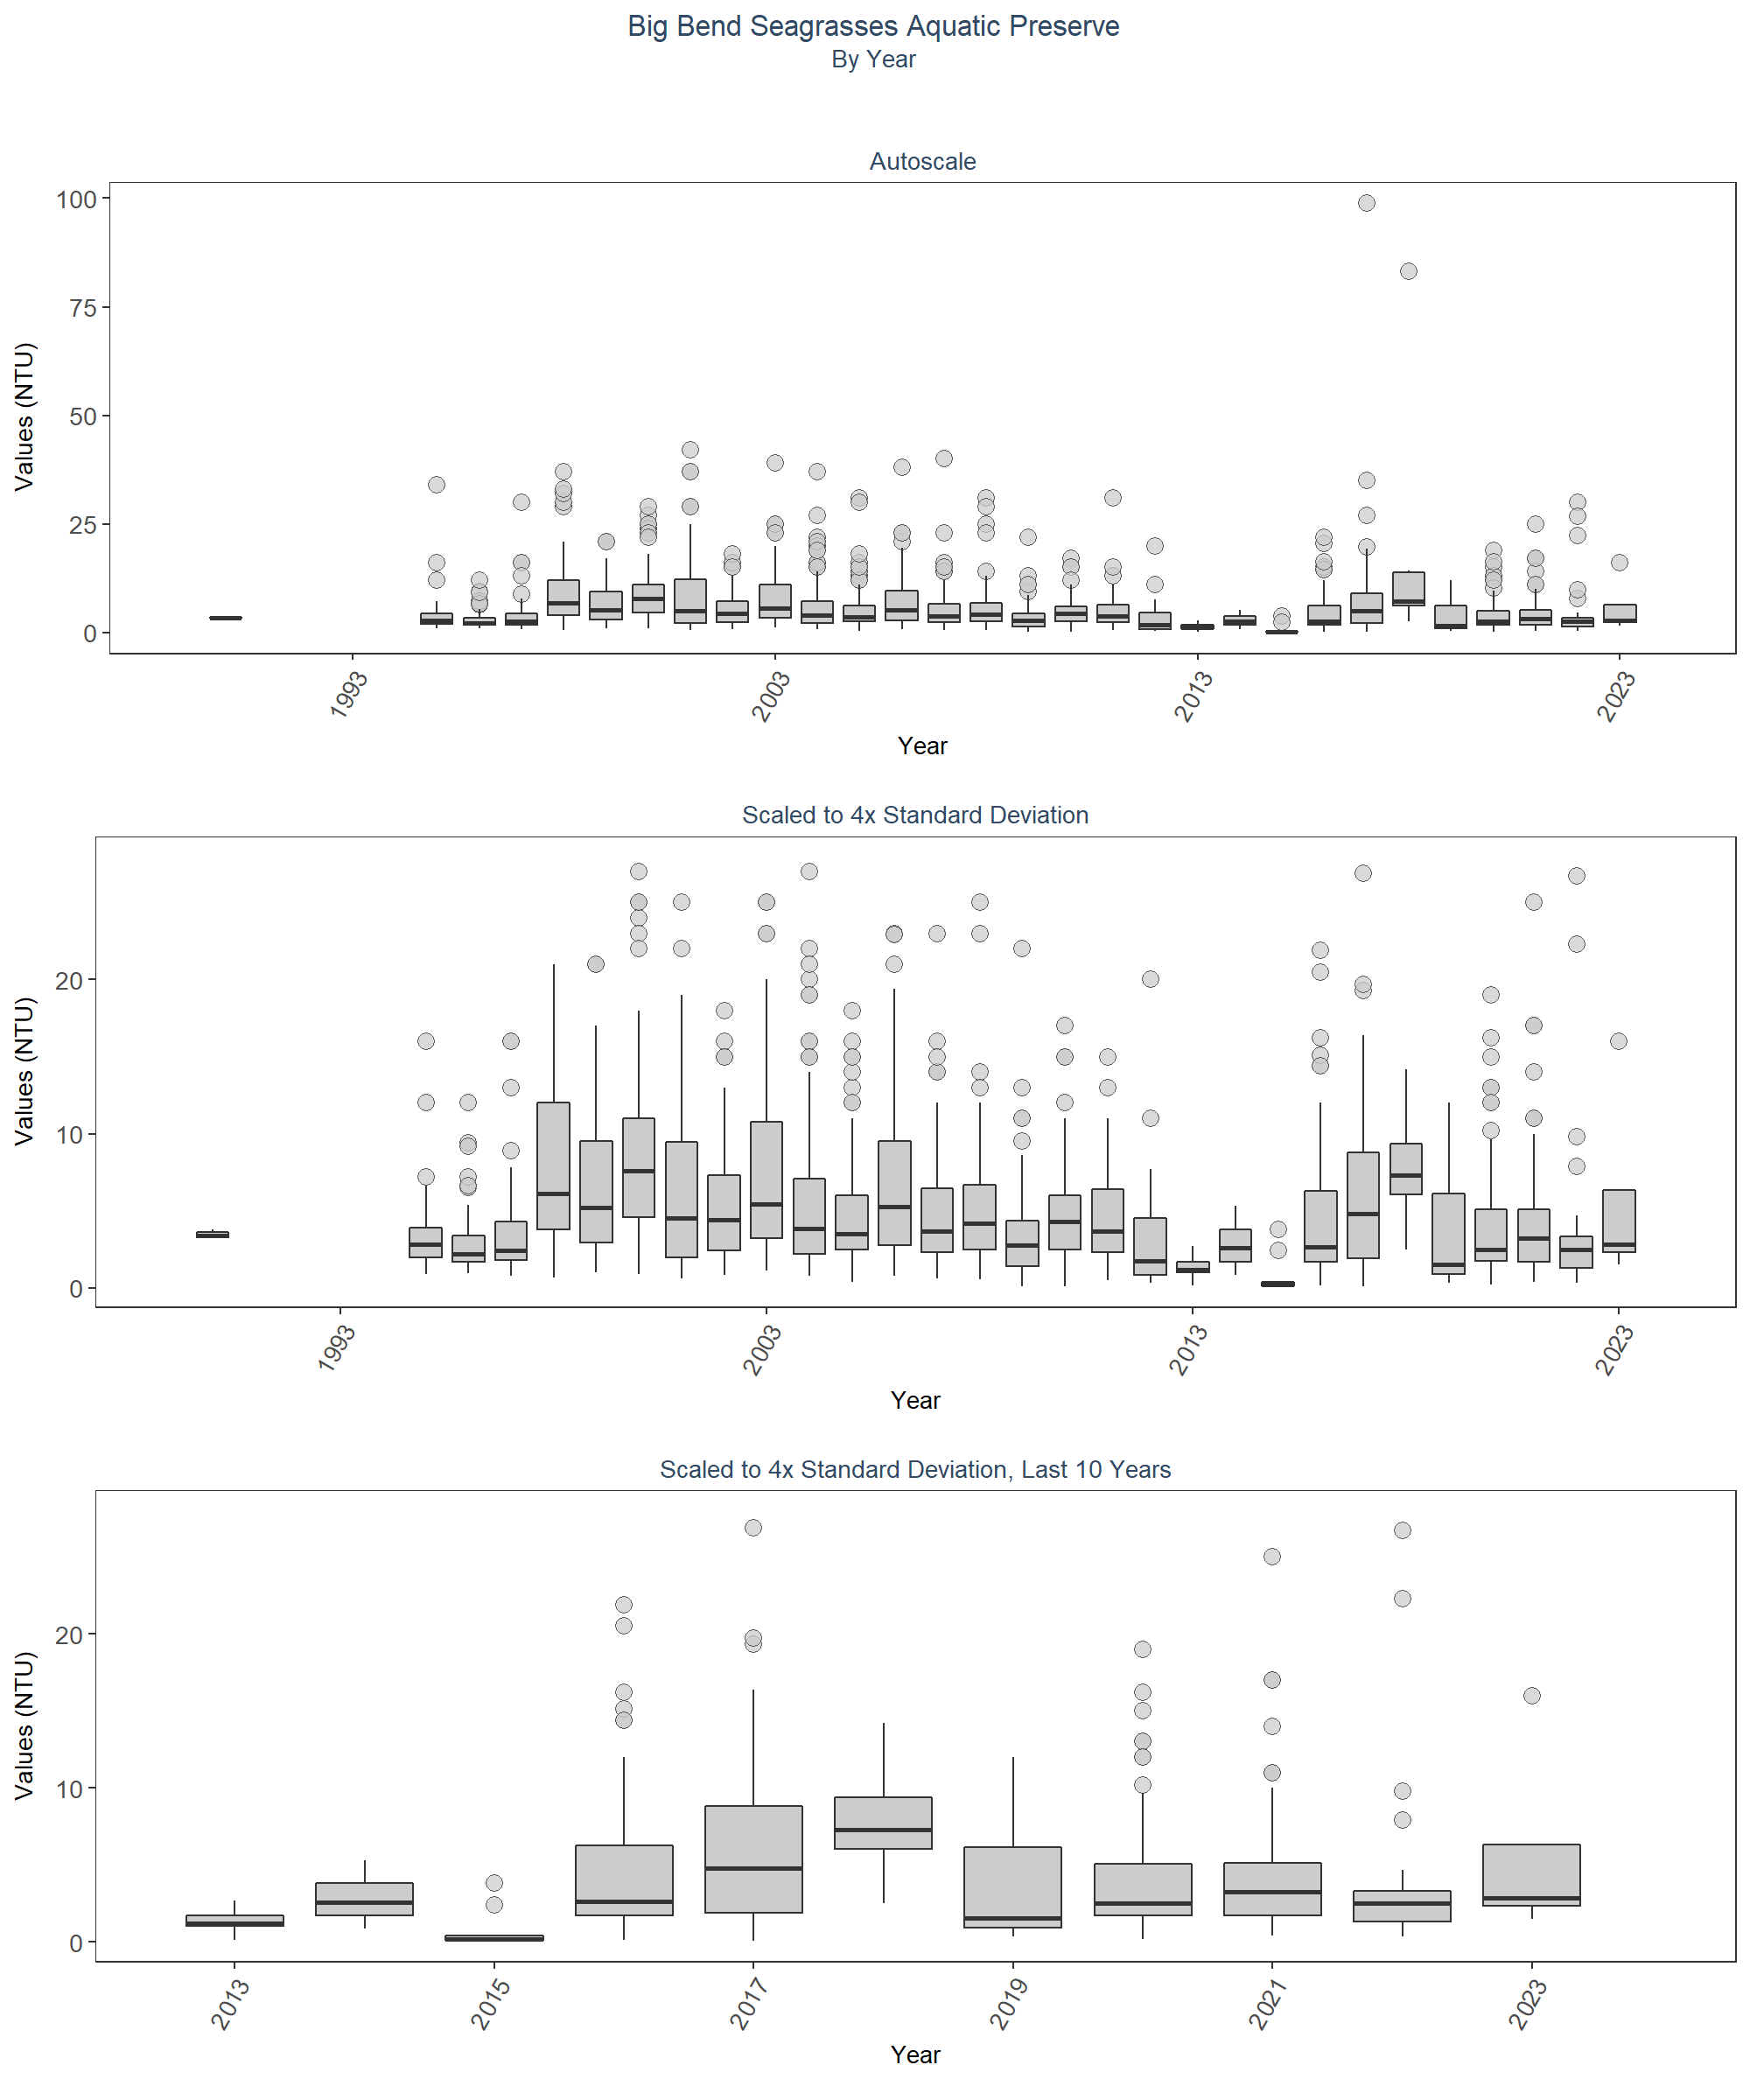 Big Bend Seagrasses Aquatic Preserve
By Year
Autoscale
Values (NTU)
100
75
50
25
0
1993
2003
2013
2023
Year
Scaled to 4x Standard Deviation
Values (NTU)
20
10
0
1993
2003
2013
2023
Year
Scaled to 4x Standard Deviation, Last 10 Years
Values (NTU)
20
10
0
2013
2015
2017
2019
2021
2023
Year